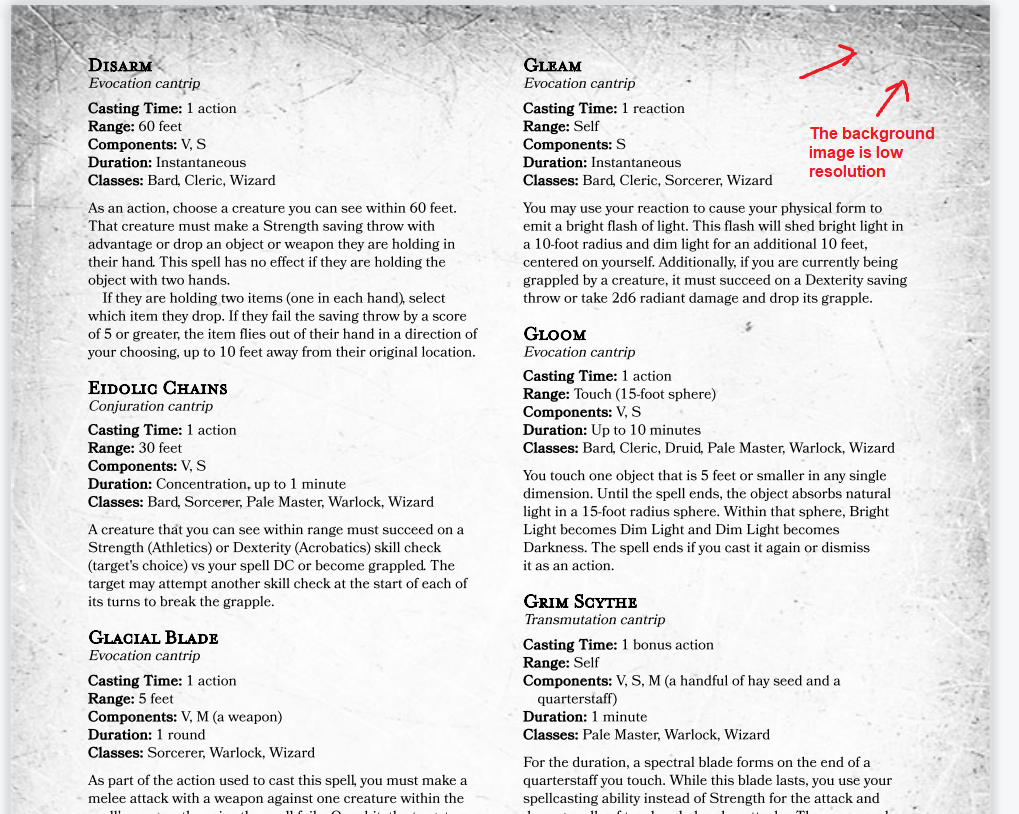 DISARM
Evocation cantrip
Casting Time: 1 action
Range: 60 feet
Components: V, S
Duration: Instantaneous
Classes: Bard, Cleric, Wizard
As an action, choose a creature you can see within 60 feet.
That creature must make a Strength saving throw with
advantage or drop an object or weapon they are holding in
their hand. This spell has no effect if they are holding the
object with two hands.
If they are holding two items (one in each hand), select
which item they drop. If they fail the saving throw by a score
of 5 or greater, the item flies out of their hand in a direction of
your choosing, up to 10 feet away from their original location.
EIDOLIC CHAINS
Conjuration cantrip
Casting Time: 1 action
Range: 30 feet
Components: V, S
Duration: Concentration, up to 1 minute
Classes: Bard, Sorcerer, Pale Master, Warlock, Wizard
A creature that you can see within range must succeed on a
Strength (Athletics) or Dexterity (Acrobatics) skill check
(target's choice) vs your spell DC or become grappled. The
target may attempt another skill check at the start of each of
its turns to break the grapple.
GLACIAL BLADE
Evocation cantrip
Casting Time: 1 action
Range: 5 feet
Components: V, M (a weapon)
Duration: 1 round
Classes: Sorcerer, Warlock, Wizard
As part of the action used to cast this spell, you must make a
melee attack with a weapon against one creature within the
GLEAM
Evocation cantrip
Casting Time: 1 reaction
Range: Self
Components: S
Duration: Instantaneous
Classes: Bard, Cleric, Sorcerer, Wizard
You may use your reaction to cause your physical form to
emit a bright flash of light. This flash will shed bright light in
a 10-foot radius and dim light for an additional 10 feet,
centered on yourself. Additionally, if you are currently being
grappled by a creature, it must succeed on a Dexterity saving
throw or take 2d6 radiant damage and drop its grapple.
GLOOM
Evocation cantrip
Casting Time: 1 action
Range: Touch (15-foot sphere)
Components: V, S
Duration: Up to 10 minutes
Classes: Bard, Cleric, Druid, Pale Master, Warlock, Wizard
You touch one object that is 5 feet or smaller in any single
dimension. Until the spell ends, the object absorbs natural
light in a 15-foot radius sphere. Within that sphere, Bright
Light becomes Dim Light and Dim Light becomes
Darkness. The spell ends if you cast it again or dismiss
it as an action.
GRIM SCYTHE
Transmutation cantrip
Casting Time: 1 bonus action
Range: Self
Components: V, S, M (a handful of hay seed and a
quarterstaff)
Duration: 1 minute
Classes: Pale Master, Warlock, Wizard
For the duration, a spectral blade forms on the end of a
quarterstaff you touch. While this blade lasts, you use your
spellcasting ability instead of Strength for the attack and
The background
image is low
resolution